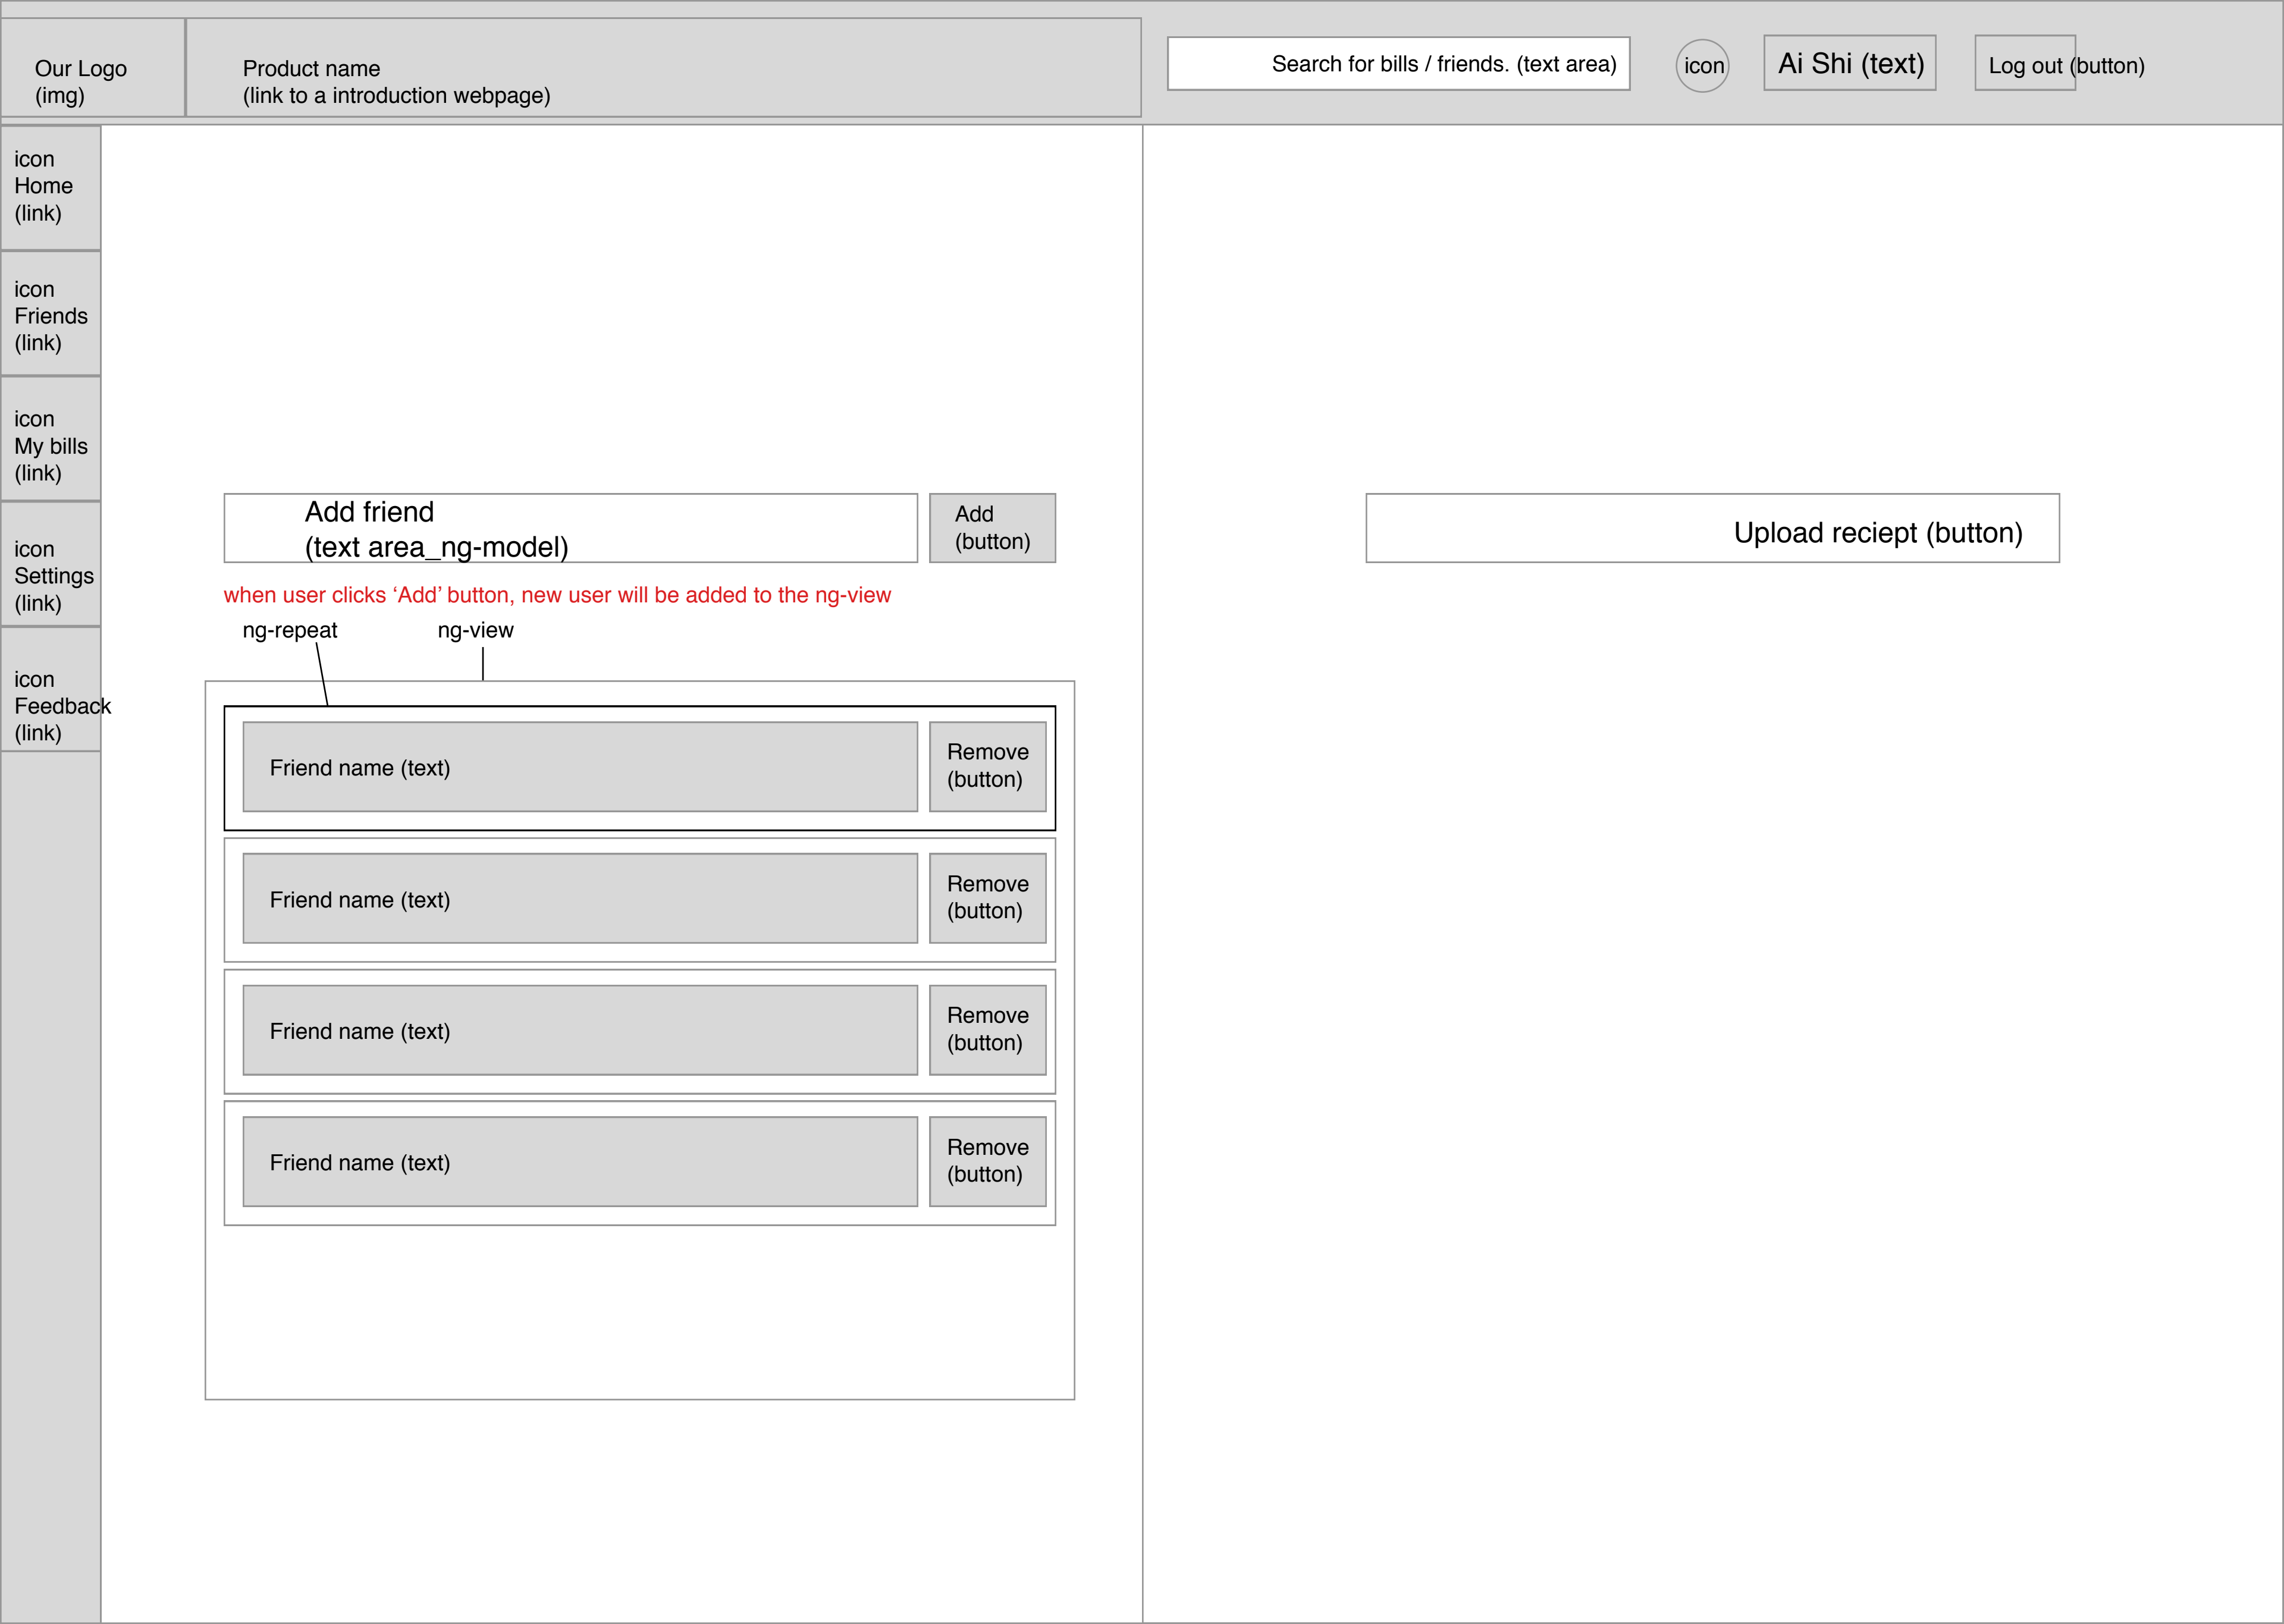 Our Logo
(img)
Product name
(link to a introduction webpage)
Search for bills / friends. (text area)
icon
Ai Shi (text)
Log out (button)
icon
Home
(link)
icon
Friends
(link)
icon
My bills
(link)
icon
Settings
(link)
icon
Feedback
(link)
Add friend
(text area_ng-model)
Add
(button)
when user clicks ‘Add’ button, new user will be added to the ng-view
ng-repeat
ng-view
Friend name (text)
Remove
(button)
Friend name (text)
Remove
(button)
Friend name (text)
Remove
(button)
Friend name (text)
Remove
(button)
Upload reciept (button)